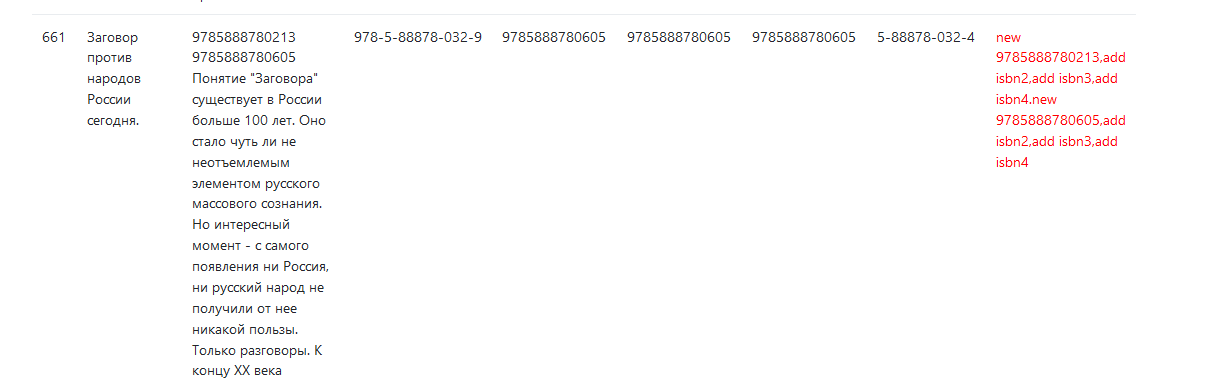 661
Заговор
против
народов
России
сегодня.
9785888780213
9785888780605
Понятие "Заговора"
существует в России
больше 100 лет. Оно
стало чуть ли не
неотъемлемым
элементом русского
массового сознания.
Но интересный
момент - с самого
появления ни Россия,
ни русский народ не
получили от нее
никакой пользы.
Только разговоры. К
концу XX века
978-5-88878-032-9
9785888780605
9785888780605
9785888780605
5-88878-032-4
new
9785888780213,add
isbn2,add isbn3,add
isbn4.new
9785888780605,add
isbn2,add isbn3,add
isbn4